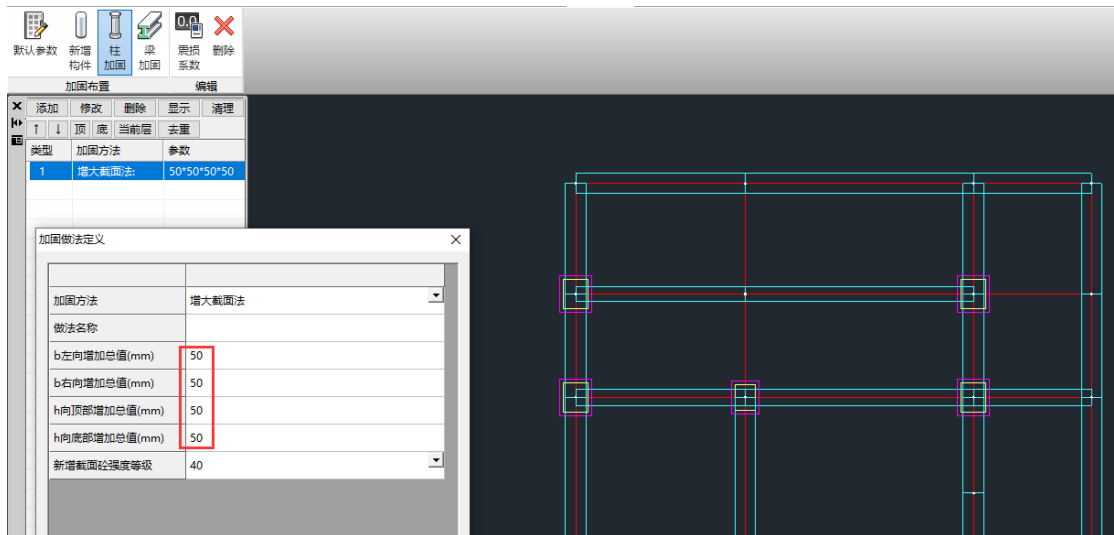 0.0
默认参数 新增构件 柱加固 梁加固 震损系数 删除
加固布置 编辑
添加 修改 删除 显示 清理
↑ ↓ 顶 底 当前层 去重
类型 加固方法 参数
1 增大截面法: 50*50*50*50
加固做法定义
加固方法 增大截面法
做法名称
b左向增加总值(mm) 50
b右向增加总值(mm) 50
h向顶部增加总值(mm) 50
h向底部增加总值(mm) 50
新增截面砼强度等级 40